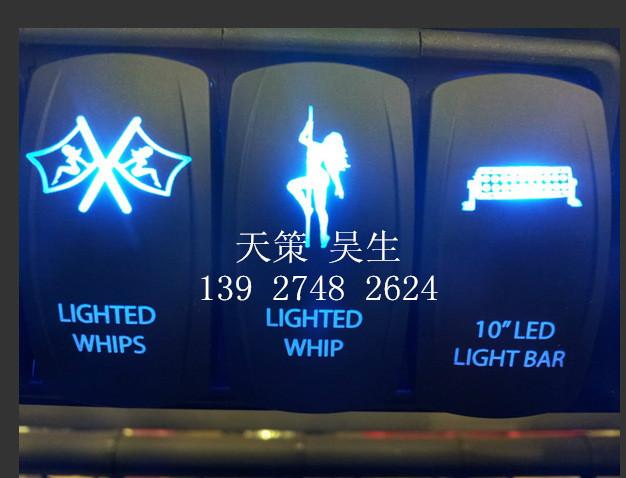 天策 吴生
139 2748 2624
LIGHTED
WHIPS
LIGHTED
WHIP
10" LED
LIGHT BAR